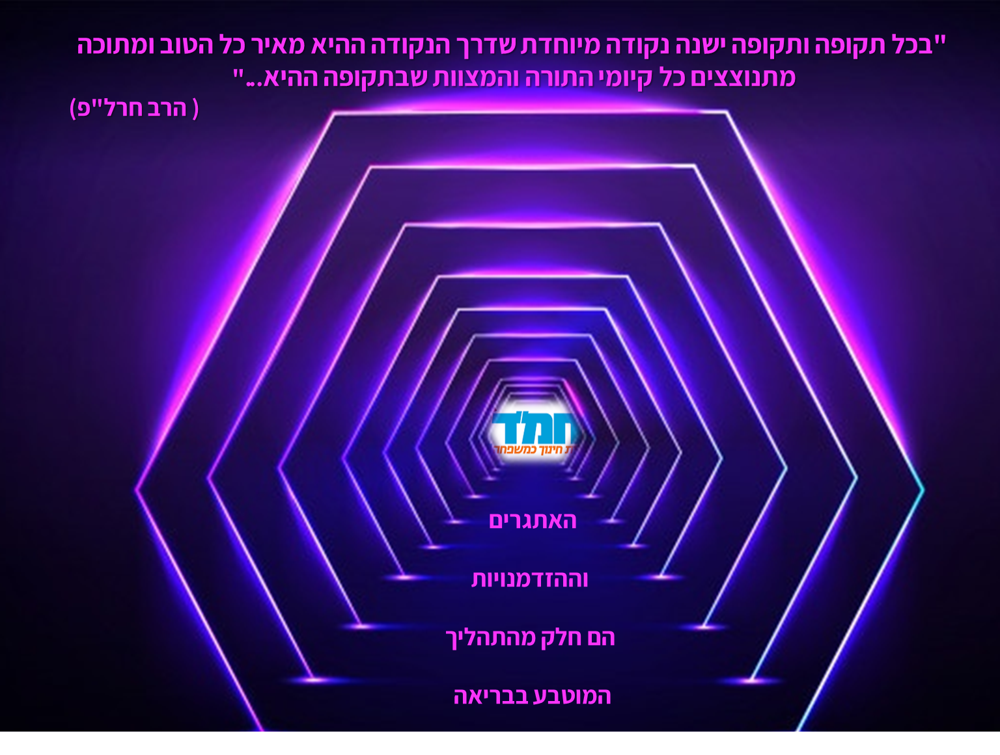 "בכל תקופה ותקופה ישנה נקודה מיוחדת שדרך הנקודה ההיא מאיר כל הטוב ומתוכה
מתנוצצים כל קיומי התורה והמצוות שבתקופה ההיא..."
( הרב חרל"פ)
חמ"ד
ת חינוך כמשפחה
האתגרים
וההזדמנויות
הם חלק מהתהליך
המוטבע בבריאה